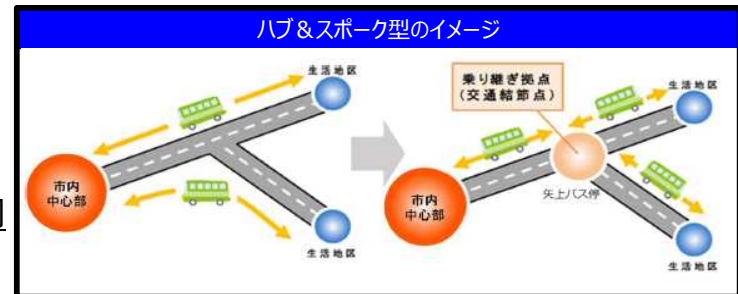 ハブ＆スポーク型のイメージ
生活地区
市内
中心部
生活地区
乗り継ぎ拠点
（交通結節点）
生活地区
矢上バス停
市内
中心部
生活地区